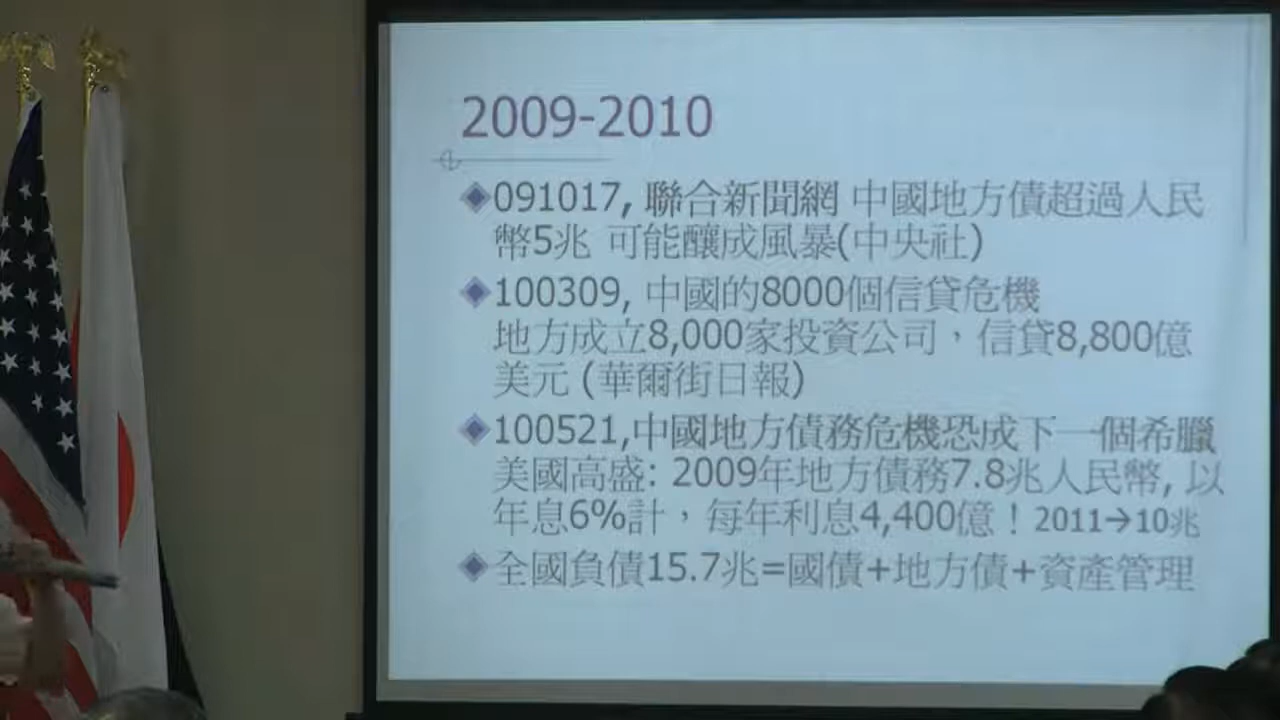 2009-2010
091017, 聯合新聞網 中國地方債超過人民
幣5兆 可能釀成風暴(中央社)
100309, 中國的8000個信貸危機
地方成立8,000家投資公司，信貸8,800億
美元 (華爾街日報)
100521,中國地方債務危機恐成下一個希臘
美國高盛: 2009年地方債務7.8兆人民幣, 以
年息6%計，每年利息4,400億！2011→10兆
全國負債15.7兆=國債+地方債+資產管理